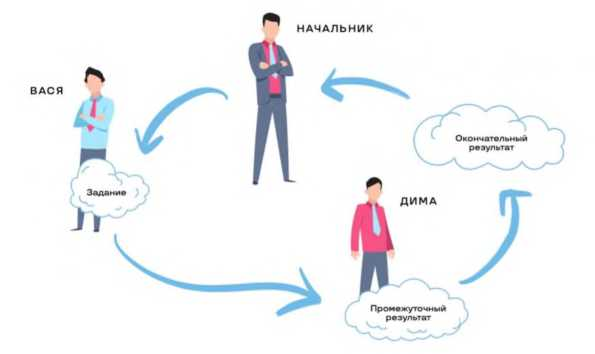 НАЧАЛЬНИК
ВАСЯ
Задание
Окончательный
результат
ДИМА
Промежуточный
результат